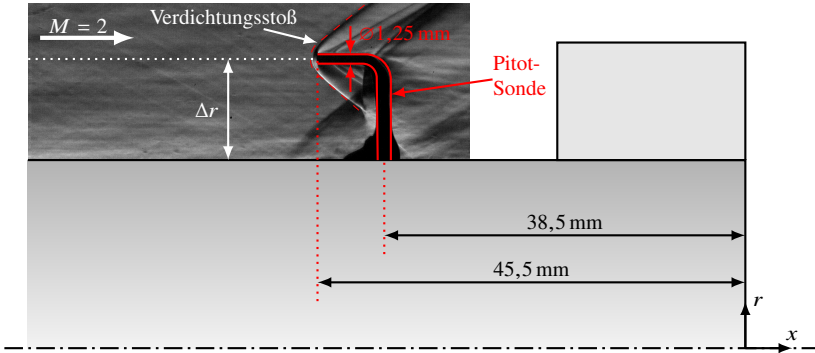 Verdichtungsstoß
M = 2
∅1,25 mm
Pitot-
Sonde
Δr
38,5 mm
45,5 mm
r
x